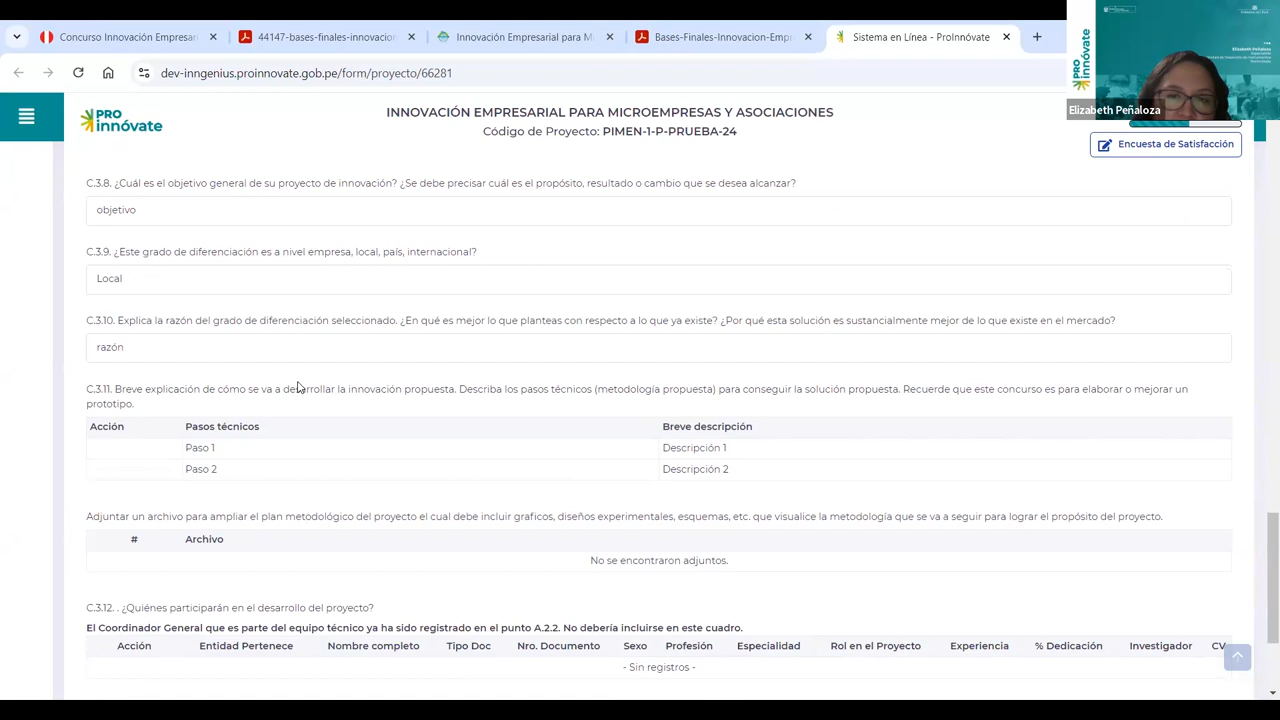 Concurso Innovación Empresari
44147-bases-finales-innovacion
Innovación Empresarial para Mi
Bases-Finales-Innovacion-Empr
Sistema en Línea - ProInnóvate
dev-inngenius.proinnovate.gob.pe/form/proyecto/66281
PRO
innóvate
Elizabeth Peñaloza
PRO
innóvate
INNOVACIÓN EMPRESARIAL PARA MICROEMPRESAS Y ASOCIACIONES
Código de Proyecto: PIMEN-1-P-PRUEBA-24
Encuesta de Satisfacción
C.3.8. ¿Cuál es el objetivo general de su proyecto de innovación? ¿Se debe precisar cuál es el propósito, resultado o cambio que se desea alcanzar?
objetivo
C.3.9. ¿Este grado de diferenciación es a nivel empresa, local, país, internacional?
Local
C.3.10. Explica la razón del grado de diferenciación seleccionado. ¿En qué es mejor lo que planteas con respecto a lo que ya existe? ¿Por qué esta solución es sustancialmente mejor de lo que existe en el mercado?
razón
C.3.11. Breve explicación de cómo se va a desarrollar la innovación propuesta. Describa los pasos técnicos (metodología propuesta) para conseguir la solución propuesta. Recuerde que este concurso es para elaborar o mejorar un
prototipo.
Acción Pasos técnicos Breve descripción
Paso 1 Descripción 1
Paso 2 Descripción 2
Adjuntar un archivo para ampliar el plan metodológico del proyecto el cual debe incluir graficos, diseños experimentales, esquemas, etc. que visualice la metodología que se va a seguir para lograr el propósito del proyecto.
# Archivo
No se encontraron adjuntos.
C.3.12. . ¿Quiénes participarán en el desarrollo del proyecto?
El Coordinador General que es parte del equipo técnico ya ha sido registrado en el punto A.2.2. No debería incluirse en este cuadro.
Acción Entidad Pertenece Nombre completo Tipo Doc Nro. Documento Sexo Profesión Especialidad Rol en el Proyecto Experiencia % Dedicación Investigador CV
- Sin registros -